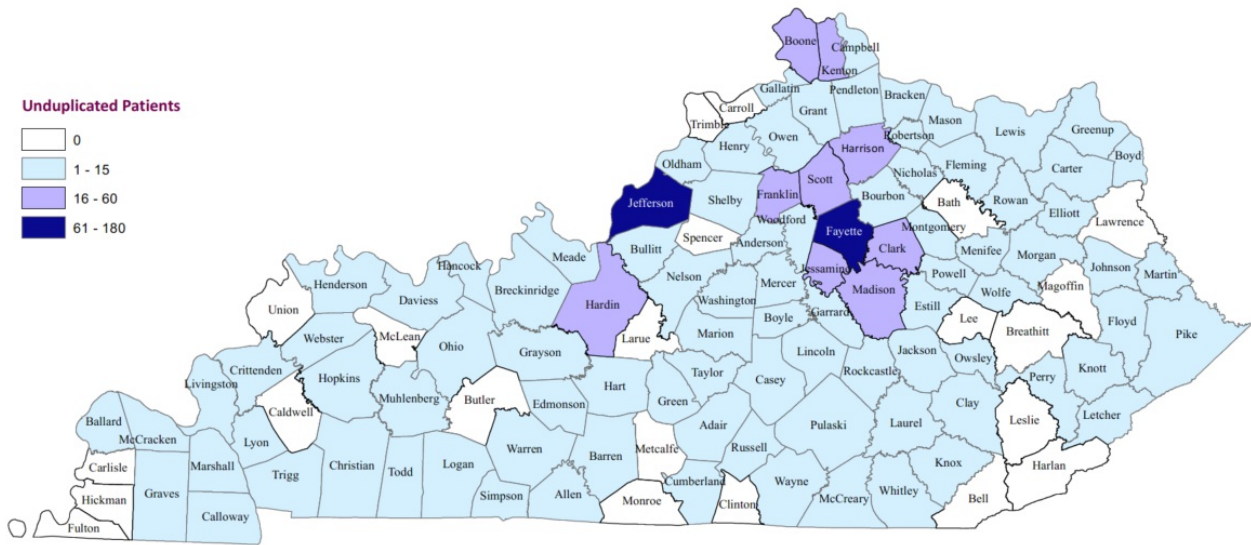 Unduplicated Patients
0
1 - 15
16 - 60
61 - 180
Boone
Campbell
Kenton
Gallatin
Pendleton
Carroll
Grant
Bracken
Trimble
Mason
Owen
Robertson
Lewis
Greenup
Henry
Harrison
Oldham
Fleming
Boyd
Scott
Nicholas
Carter
Franklin
Shelby
Bourbon
Rowan
Jefferson
Bath
Elliott
Woodford
Lawrence
Fayette
Montgomery
Spencer
Anderson
Clark
Bullitt
Menifee
Morgan
Meade
Jessamine
Johnson
Hancock
Nelson
Mercer
Powell
Martin
Henderson
Breckinridge
Madison
Magoffin
Daviess
Washington
Wolfe
Union
Hardin
Estill
Garrard
Boyle
Lee
Floyd
Webster
McLean
Larue
Marion
Breathitt
Pike
Ohio
Grayson
Lincoln
Jackson
Owsley
Crittenden
Taylor
Rockcastle
Knott
Hopkins
Hart
Casey
Perry
Livingston
Muhlenberg
Butler
Green
Clay
Caldwell
Edmonson
Letcher
Ballard
Adair
Pulaski
Laurel
Leslie
McCracken
Lyon
Warren
Russell
Metcalfe
Carlisle
Marshall
Christian
Logan
Barren
Knox
Harlan
Trigg
Todd
Cumberland
Wayne
Hickman
Graves
Simpson
Allen
Monroe
Clinton
McCreary
Whitley
Bell
Calloway
Fulton